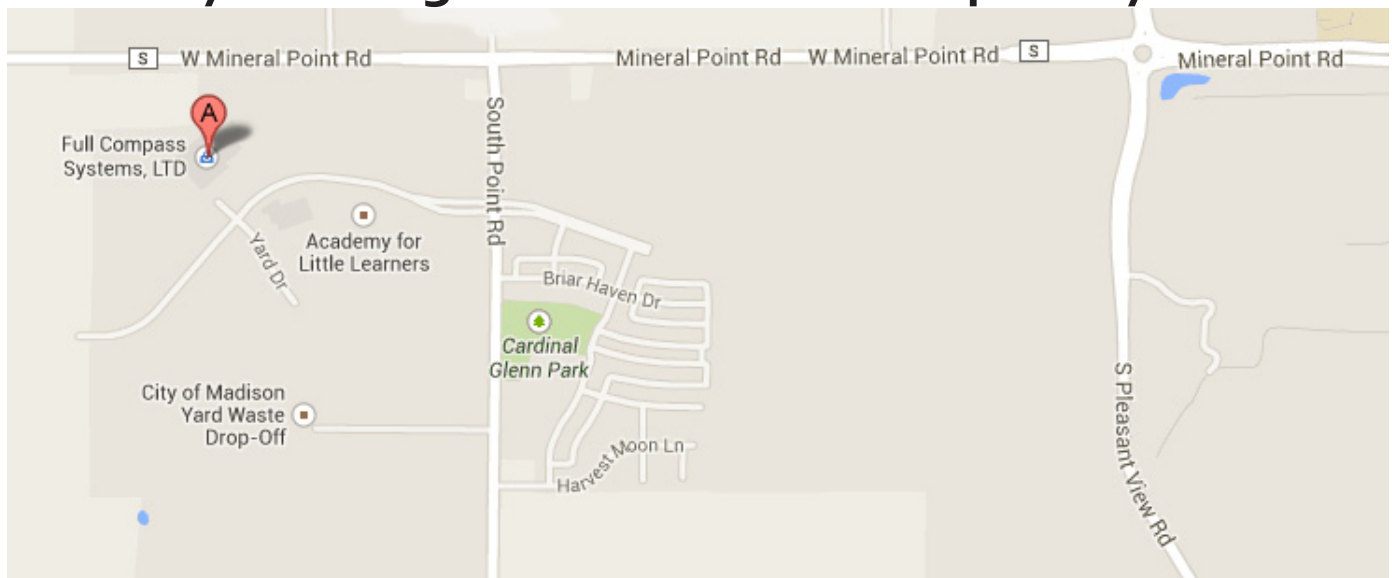 S
W Mineral Point Rd
Mineral Point Rd
W Mineral Point Rd
S
Mineral Point Rd
A
Full Compass
Systems, LTD
South Point Rd
Academy for
Little Learners
Yard Dr
Briar Haven Dr
Cardinal
Glenn Park
City of Madison
Yard Waste
Drop-Off
S Pleasant View Rd
Harvest Moon Ln